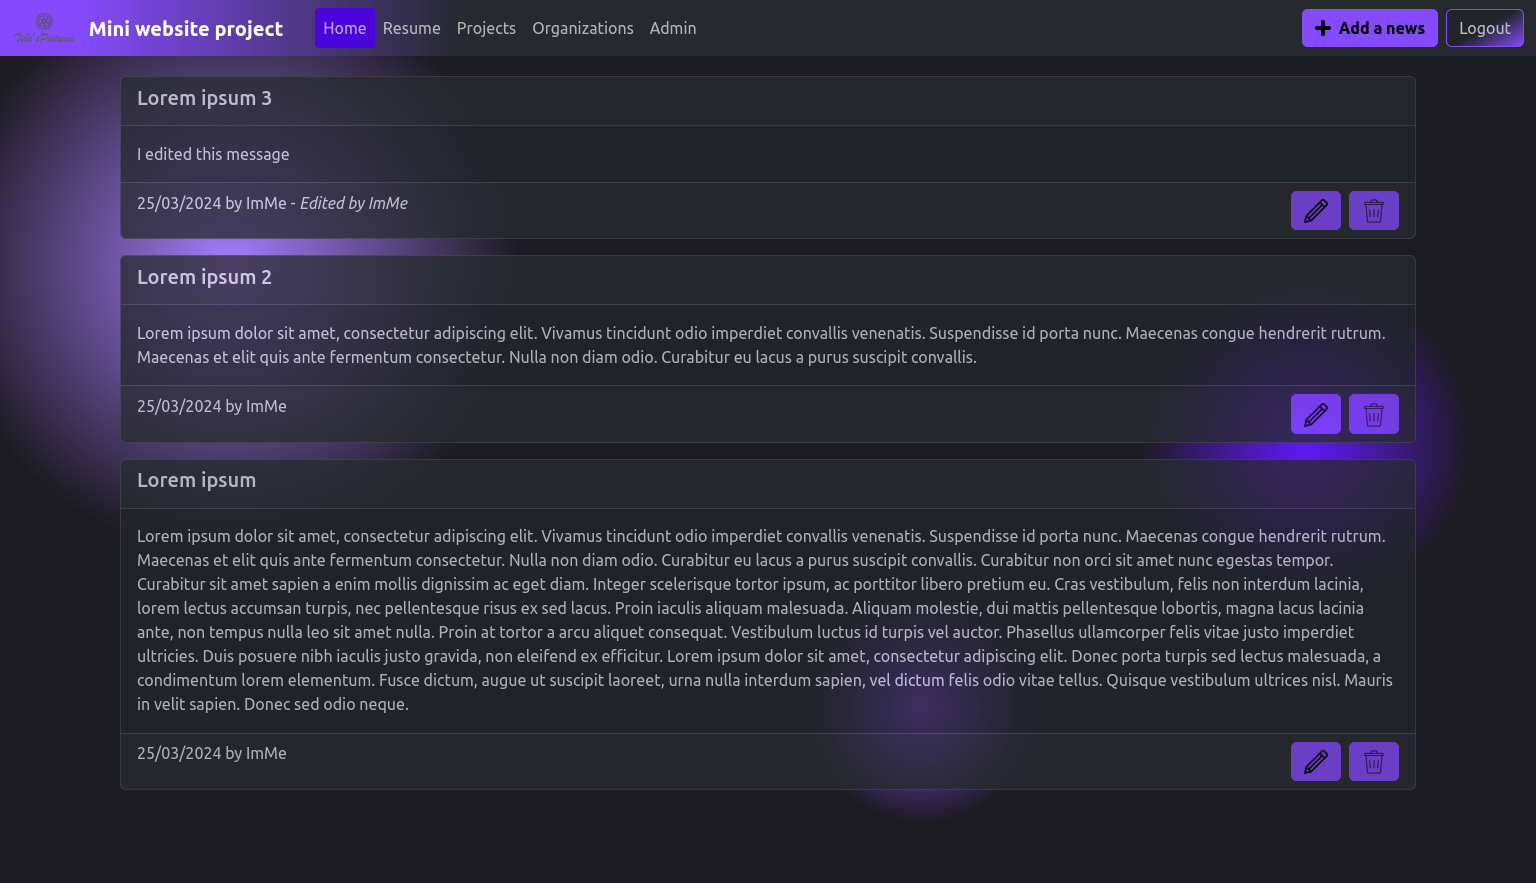 Tibo'sPictures
Mini website project
Home
Resume
Projects
Organizations
Admin
Add a news
Logout
Lorem ipsum 3
I edited this message
25/03/2024 by ImMe - Edited by ImMe
Lorem ipsum 2
Lorem ipsum dolor sit amet, consectetur adipiscing elit. Vivamus tincidunt odio imperdiet convallis venenatis. Suspendisse id porta nunc. Maecenas congue hendrerit rutrum.
Maecenas et elit quis ante fermentum consectetur. Nulla non diam odio. Curabitur eu lacus a purus suscipit convallis.
25/03/2024 by ImMe
Lorem ipsum
Lorem ipsum dolor sit amet, consectetur adipiscing elit. Vivamus tincidunt odio imperdiet convallis venenatis. Suspendisse id porta nunc. Maecenas congue hendrerit rutrum.
Maecenas et elit quis ante fermentum consectetur. Nulla non diam odio. Curabitur eu lacus a purus suscipit convallis. Curabitur non orci sit amet nunc egestas tempor.
Curabitur sit amet sapien a enim mollis dignissim ac eget diam. Integer scelerisque tortor ipsum, ac porttitor libero pretium eu. Cras vestibulum, felis non interdum lacinia,
lorem lectus accumsan turpis, nec pellentesque risus ex sed lacus. Proin iaculis aliquam malesuada. Aliquam molestie, dui mattis pellentesque lobortis, magna lacus lacinia
ante, non tempus nulla leo sit amet nulla. Proin at tortor a arcu aliquet consequat. Vestibulum luctus id turpis vel auctor. Phasellus ullamcorper felis vitae justo imperdiet
ultricies. Duis posuere nibh iaculis justo gravida, non eleifend ex efficitur. Lorem ipsum dolor sit amet, consectetur adipiscing elit. Donec porta turpis sed lectus malesuada, a
condimentum lorem elementum. Fusce dictum, augue ut suscipit laoreet, urna nulla interdum sapien, vel dictum felis odio vitae tellus. Quisque vestibulum ultrices nisl. Mauris
in velit sapien. Donec sed odio neque.
25/03/2024 by ImMe